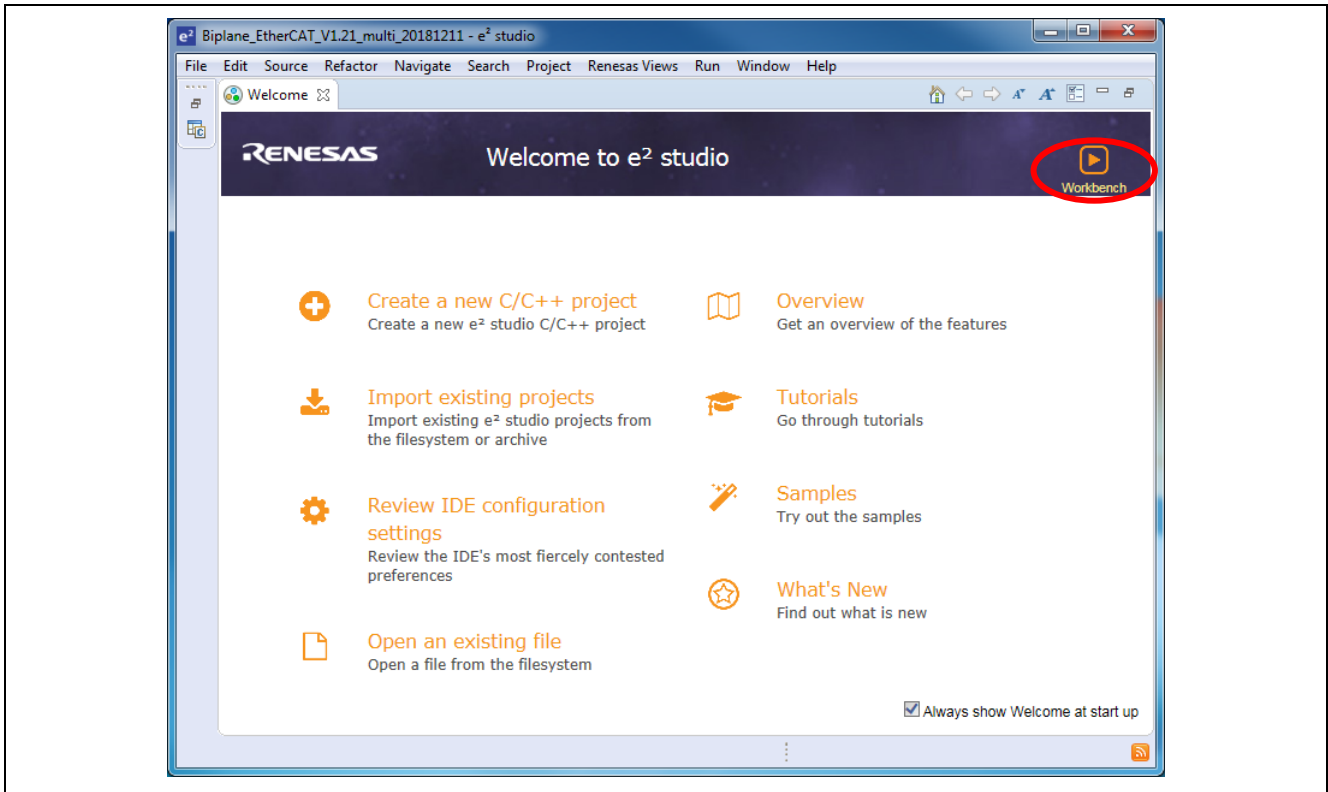 e² Biplane_EtherCAT_V1.21_multi_20181211 - e² studio
File Edit Source Refactor Navigate Search Project Renesas Views Run Window Help
Welcome
RENESAS Welcome to e² studio
Workbench
Create a new C/C++ project
Create a new e² studio C/C++ project
Import existing projects
Import existing e² studio projects from
the filesystem or archive
Review IDE configuration
settings
Review the IDE's most fiercely contested
preferences
Open an existing file
Open a file from the filesystem
Overview
Get an overview of the features
Tutorials
Go through tutorials
Samples
Try out the samples
What's New
Find out what is new
Always show Welcome at start up